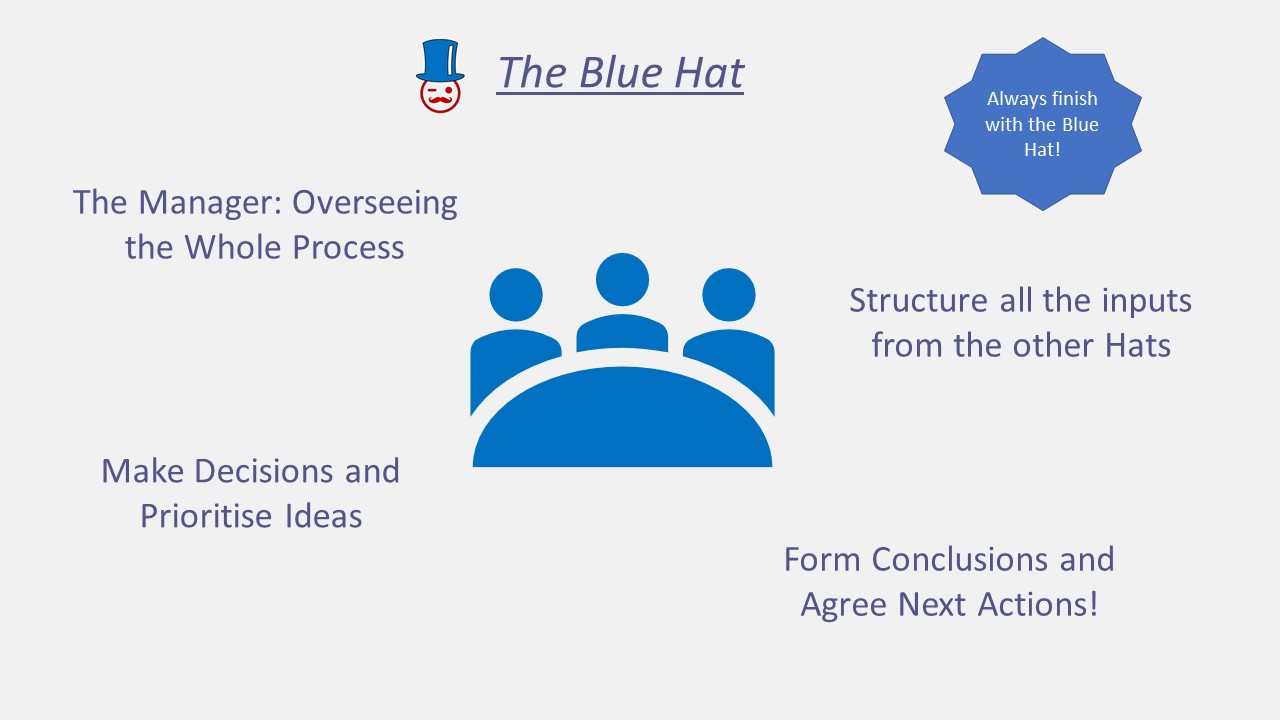 The Blue Hat
Always finish
with the Blue
Hat!
The Manager: Overseeing
the Whole Process
Structure all the inputs
from the other Hats
Make Decisions and
Prioritise Ideas
Form Conclusions and
Agree Next Actions!